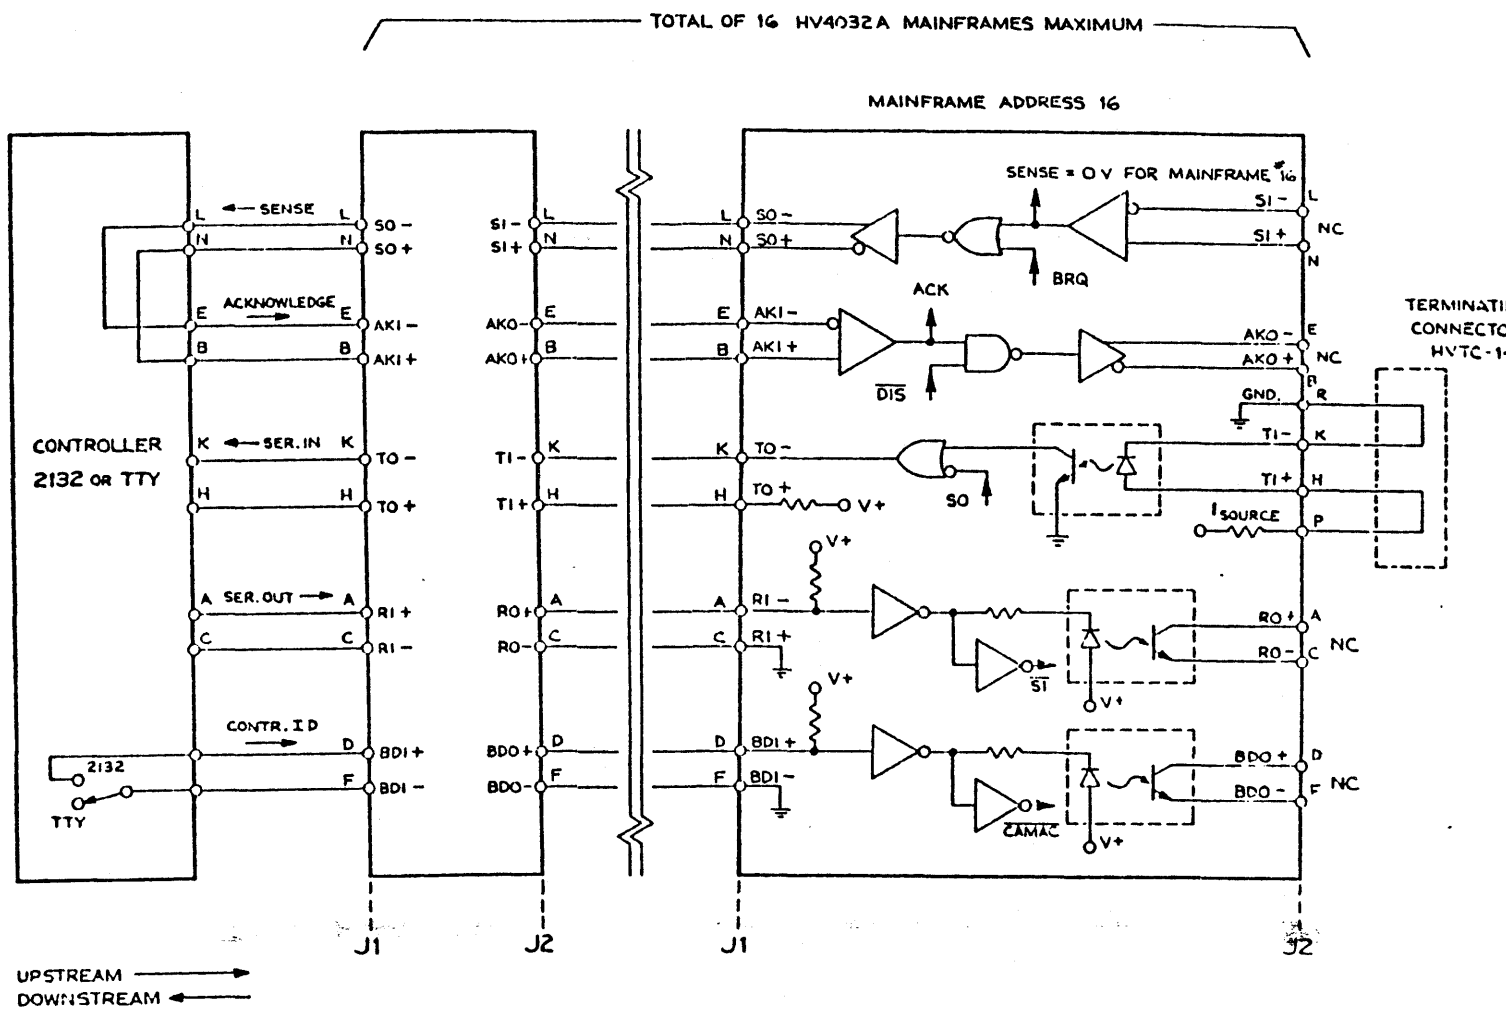 TOTAL OF 16 HV4032A MAINFRAMES MAXIMUM
MAINFRAME ADDRESS 16
SENSE = 0 V FOR MAINFRAME #16
L ← SENSE L SO - SI - L L SO - SI - L
NC
N N SO + SI + N N SO + SI + N
BRQ
ACK
ACKNOWLEDGE →
E E AKI - AKO - E E AKI - AKO - E
NC
B B AKI + AKO + B B AKI + AKO + B
DIS
TERMINATI
CONNECTO
HVTC-1
GND. R
CONTROLLER
2132 OR TTY
K ← SER. IN K TO - TI - K K TO - TI - K
H H TO + TI + H H TO + V+ TI + H
SO
I SOURCE P
V+
A SER. OUT → A RI + RO + A A RI - RO + A
NC
C C RI - RO - C C RI + RO - C
SI
V+
V+
CONTR. ID →
D BDI + BDO + D D BDI + BDO + D
NC
2132
F BDI - BDO - F F BDI - BDO - F
TTY
CAMAC
V+
J1 J2 J1 J2
UPSTREAM →
DOWNSTREAM ←